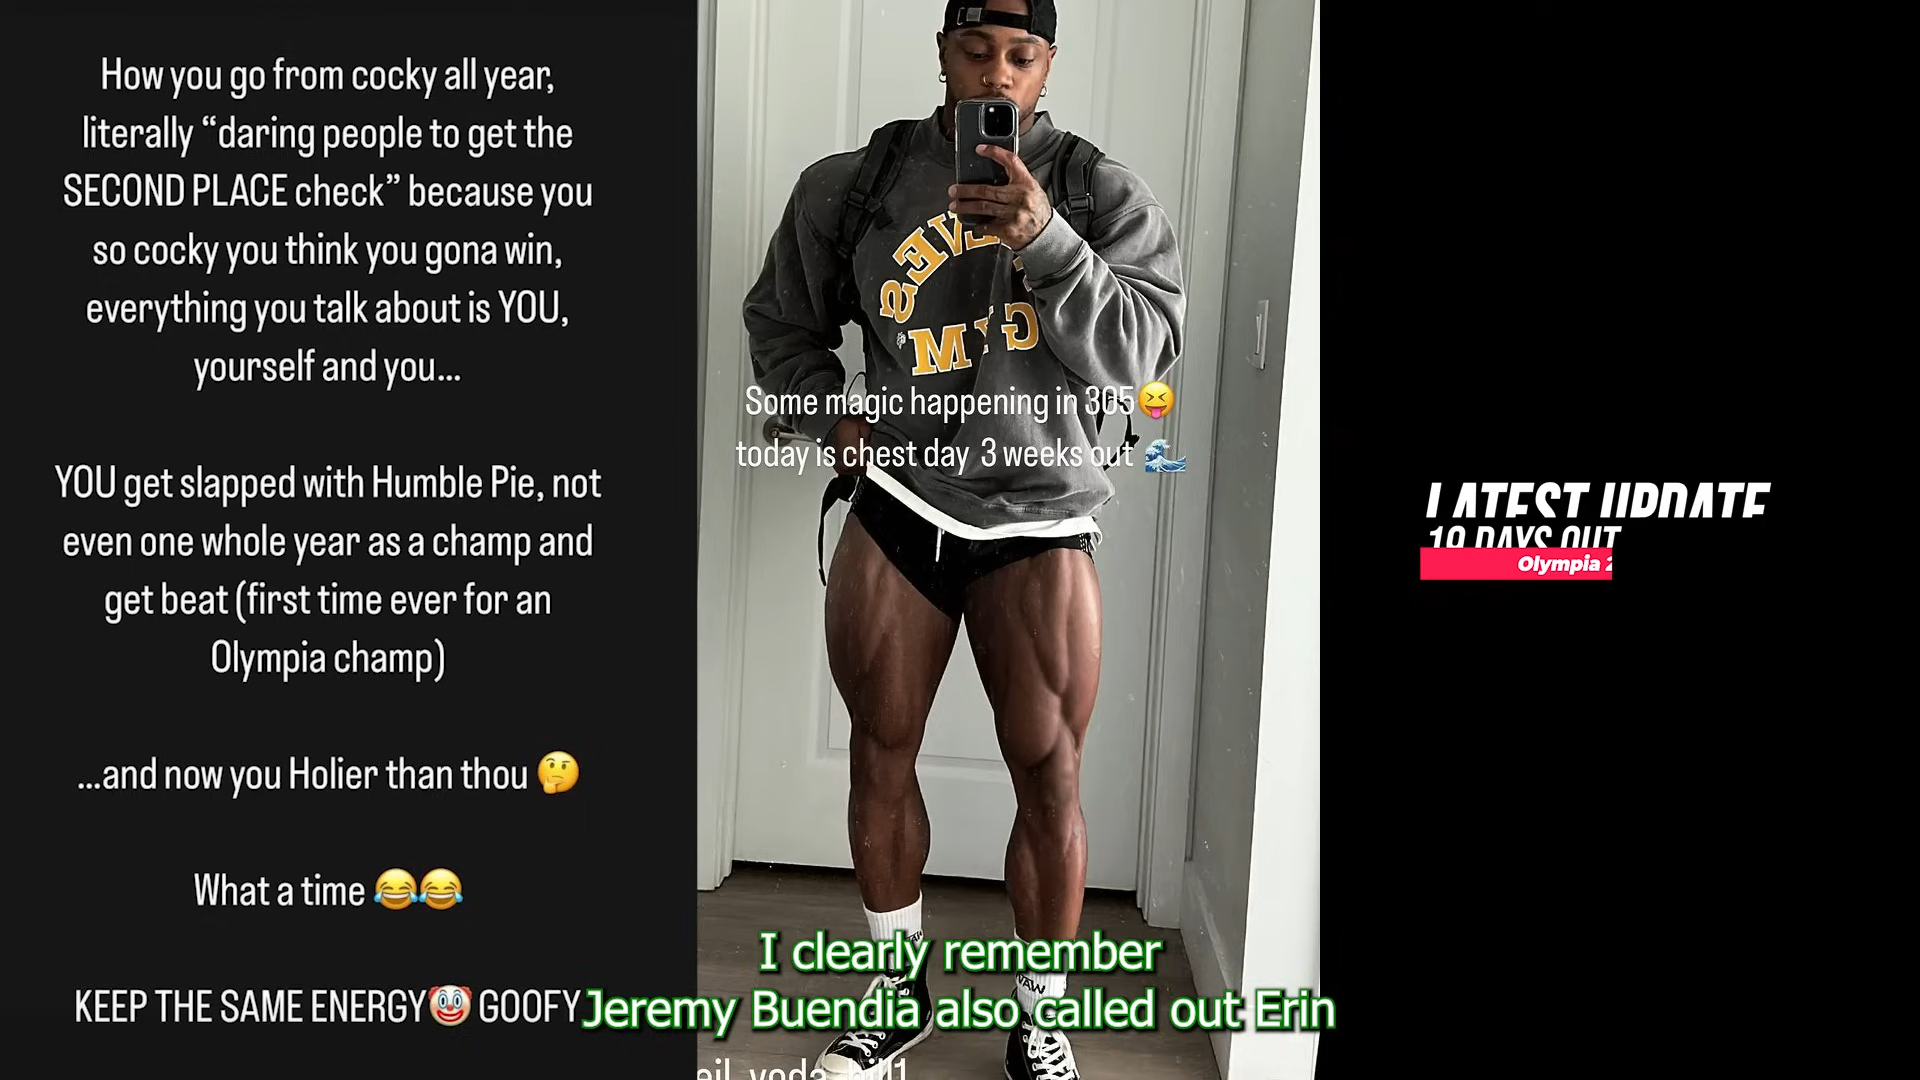 How you go from cocky all year,
literally “daring people to get the
SECOND PLACE check” because you
so cocky you think you gona win,
everything you talk about is YOU,
yourself and you...
YOU get slapped with Humble Pie, not
even one whole year as a champ and
get beat (first time ever for an
Olympia champ)
...and now you Holier than thou 🤔
What a time 😂😂
KEEP THE SAME ENERGY🤡 GOOFY
GYM
Some magic happening in 305😝
today is chest day 3 weeks out 🌊
I clearly remember
Jeremy Buendia also called out Erin
LATEST UPDATE
19 DAYS OUT
Olympia